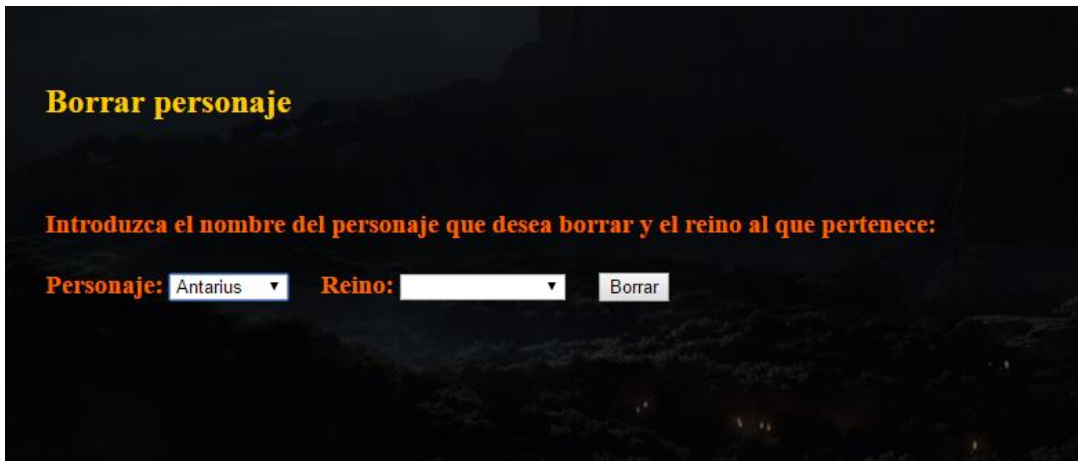 Borrar personaje
Introduzca el nombre del personaje que desea borrar y el reino al que pertenece:
Personaje: Antarius Reino: Borrar